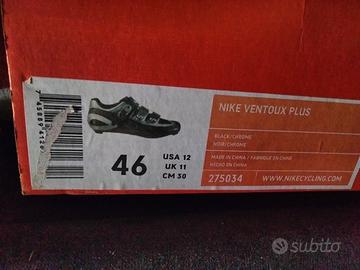 NIKE VENTOUX PLUS
BLACK/CHROME
NOIR/CHROME
MADE IN CHINA / FABRIQUE EN CHINE
HECHO EN CHINA
46
USA 12
UK 11
CM 30
275034
WWW.NIKECYCLING.COM
subito